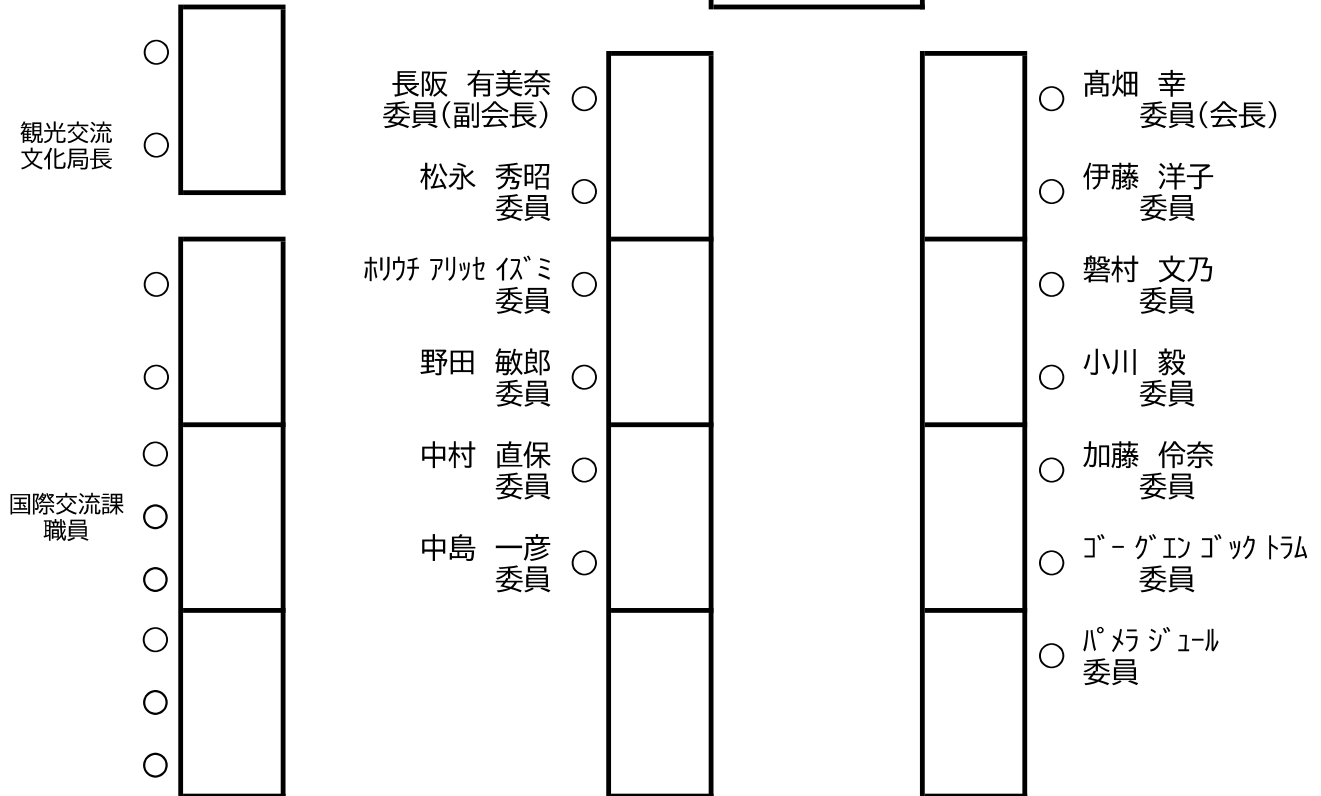 観光交流
文化局長
国際交流課
職員
長阪 有美奈
委員(副会長)
松永 秀昭
委員
ﾎﾘｳﾁ ｱﾘｯｾ ｲｽﾞﾐ
委員
野田 敏郎
委員
中村 直保
委員
中島 一彦
委員
髙畑 幸
委員(会長)
伊藤 洋子
委員
磐村 文乃
委員
小川 毅
委員
加藤 伶奈
委員
ｺﾞｰ ｸﾞｴﾝ ｺﾞｯｸ ﾄﾗﾑ
委員
ﾊﾟﾒﾗ ｼﾞｭｰﾙ
委員